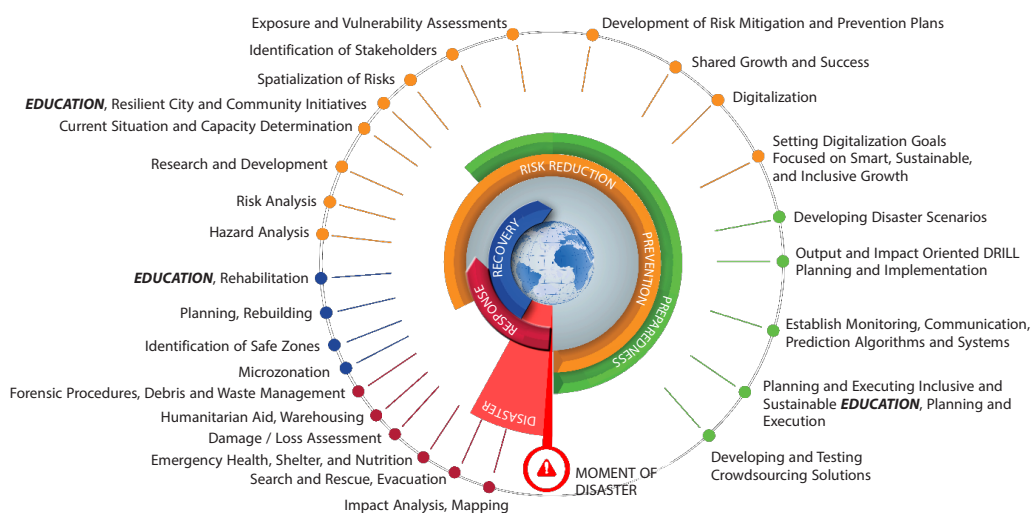 Exposure and Vulnerability Assessments
Development of Risk Mitigation and Prevention Plans
Identification of Stakeholders
Shared Growth and Success
Spatialization of Risks
Digitalization
EDUCATION, Resilient City and Community Initiatives
Current Situation and Capacity Determination
Setting Digitalization Goals
Focused on Smart, Sustainable,
and Inclusive Growth
Research and Development
Risk Analysis
Developing Disaster Scenarios
Hazard Analysis
Output and Impact Oriented DRILL
Planning and Implementation
EDUCATION, Rehabilitation
Planning, Rebuilding
Establish Monitoring, Communication,
Prediction Algorithms and Systems
Identification of Safe Zones
Microzonation
Forensic Procedures, Debris and Waste Management
Planning and Executing Inclusive and
Sustainable EDUCATION, Planning and
Execution
Humanitarian Aid, Warehousing
Damage / Loss Assessment
Emergency Health, Shelter, and Nutrition
Developing and Testing
Crowdsourcing Solutions
Search and Rescue, Evacuation
Impact Analysis, Mapping
RISK REDUCTION
PREVENTION
PREPAREDNESS
RECOVERY
RESPONSE
DISASTER
MOMENT OF
DISASTER